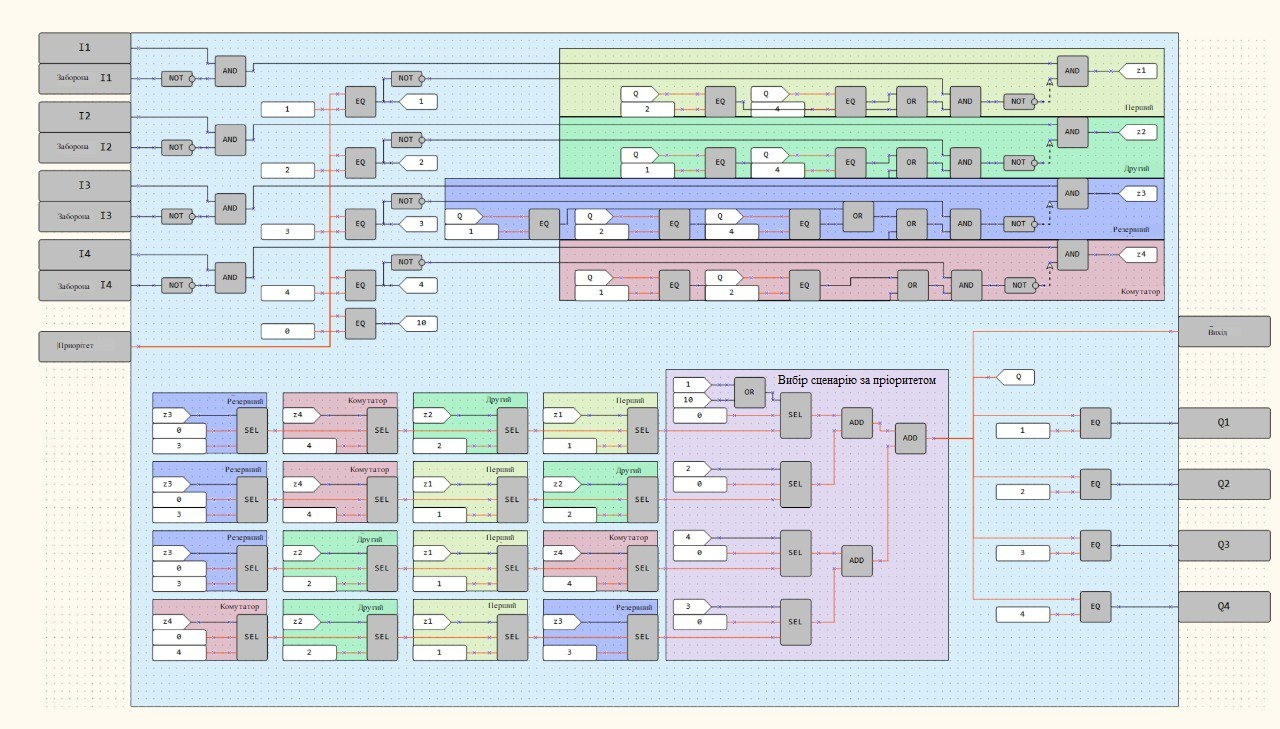 I1
Заборона I1
I2
Заборона I2
I3
Заборона I3
I4
Заборона I4
Пріорітет
NOT AND
NOT AND
NOT AND
NOT AND
1 EQ NOT 1
2 EQ NOT 2
3 EQ NOT 3
4 EQ NOT 4
0 EQ 10
Q 2 EQ Q 4 EQ OR AND NOT AND z1
Перший
Q 1 EQ Q 4 EQ OR AND NOT AND z2
Другий
Q 1 EQ Q 2 EQ Q 4 EQ OR OR AND NOT AND z3
Резервний
Q 1 EQ Q 2 EQ OR AND NOT AND z4
Комутатор
Резервний Комутатор Другий Перший
z3 0 3 SEL z4 4 SEL z2 2 SEL z1 1 SEL
Резервний Комутатор Перший Другий
z3 0 3 SEL z4 4 SEL z1 1 SEL z2 2 SEL
Резервний Другий Перший Комутатор
z3 0 3 SEL z2 2 SEL z1 1 SEL z4 4 SEL
Комутатор Другий Перший Резервний
z4 0 4 SEL z2 2 SEL z1 1 SEL z3 3 SEL
Вибір сценарію за пріоритетом
1 10 OR 0 SEL
2 0 SEL
ADD
ADD
4 0 SEL
3 0 SEL
ADD
Вихід
Q
1 EQ Q1
2 EQ Q2
3 EQ Q3
4 EQ Q4